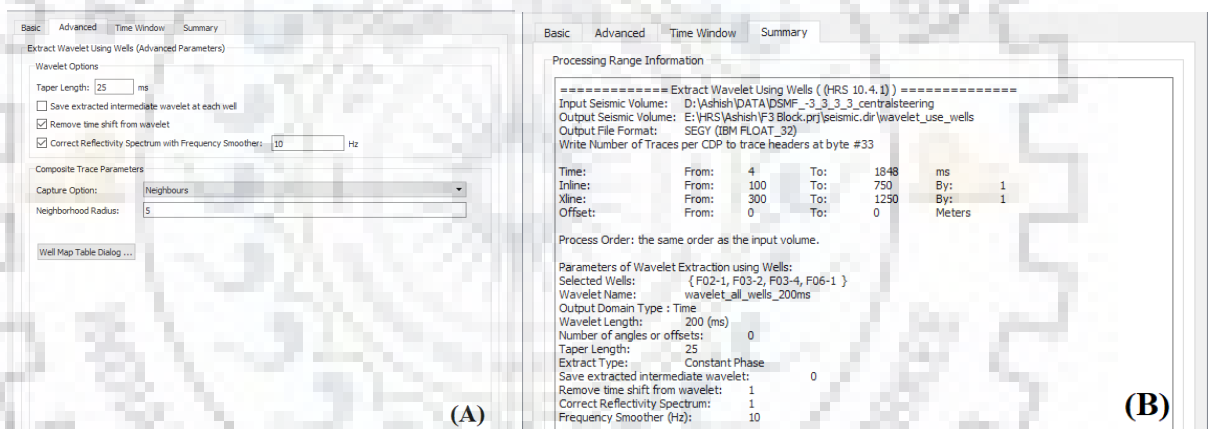 Basic Advanced Time Window Summary
Extract Wavelet Using Wells (Advanced Parameters)
Wavelet Options
Taper Length: 25 ms
Save extracted intermediate wavelet at each well
Remove time shift from wavelet
Correct Reflectivity Spectrum with Frequency Smoother: 10 Hz
Composite Trace Parameters
Capture Option: Neighbours
Neighborhood Radius: 5
Well Map Table Dialog ...
(A)
Basic Advanced Time Window Summary
Processing Range Information
============= Extract Wavelet Using Wells ( (HRS 10.4.1) ) ==============
Input Seismic Volume: D:\Ashish\DATA\DSMF_-3_3_3_3_centralsteering
Output Seismic Volume: E:\HRS\Ashish\F3 Block.prj\seismic.dir\wavelet_use_wells
Output File Format: SEGY (IBM FLOAT_32)
Write Number of Traces per CDP to trace headers at byte #33
Time: From: 4 To: 1848 ms
Inline: From: 100 To: 750 By: 1
Xline: From: 300 To: 1250 By: 1
Offset: From: 0 To: 0 Meters
Process Order: the same order as the input volume.
Parameters of Wavelet Extraction using Wells:
Selected Wells: { F02-1, F03-2, F03-4, F06-1 }
Wavelet Name: wavelet_all_wells_200ms
Output Domain Type : Time
Wavelet Length: 200 (ms)
Number of angles or offsets: 0
Taper Length: 25
Extract Type: Constant Phase
Save extracted intermediate wavelet: 0
Remove time shift from wavelet: 1
Correct Reflectivity Spectrum: 1
Frequency Smoother (Hz): 10
(B)